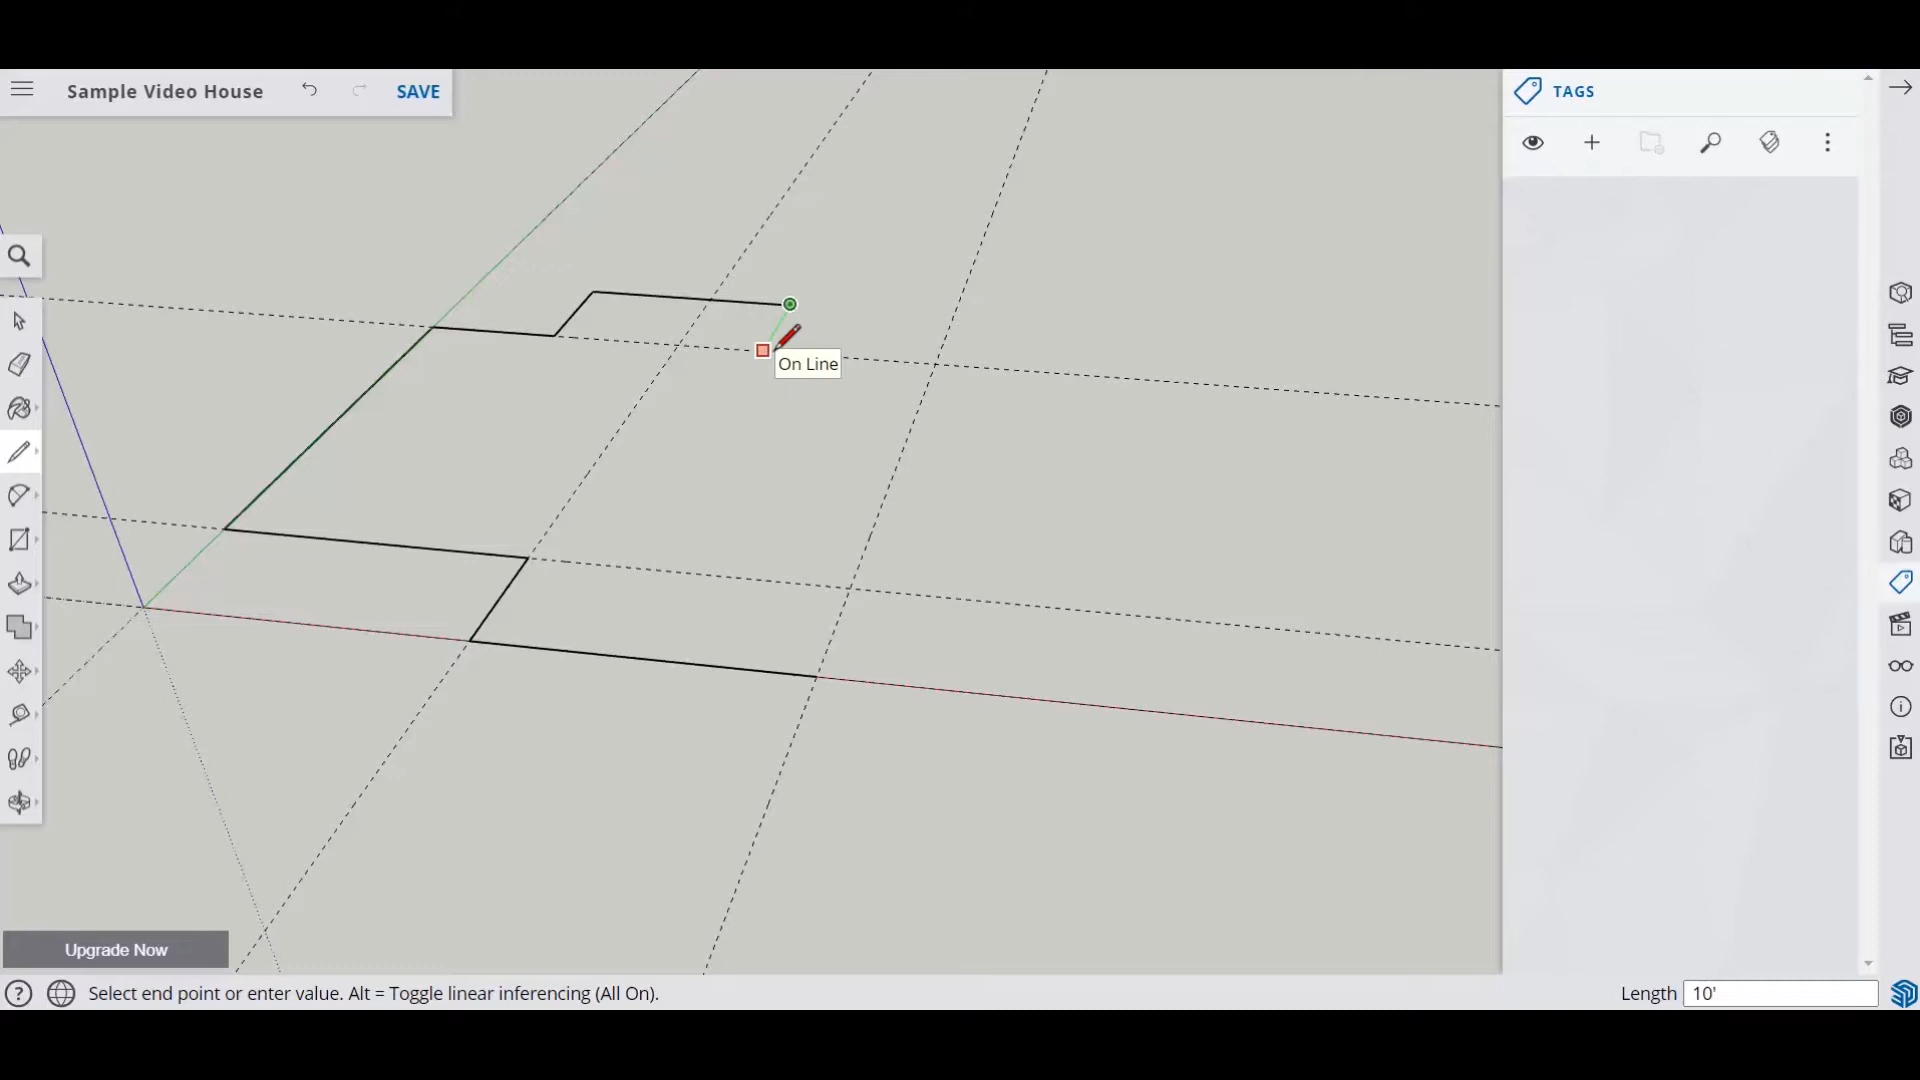 Sample Video House
SAVE
TAGS
On Line
Upgrade Now
Select end point or enter value. Alt = Toggle linear inferencing (All On).
Length 10'